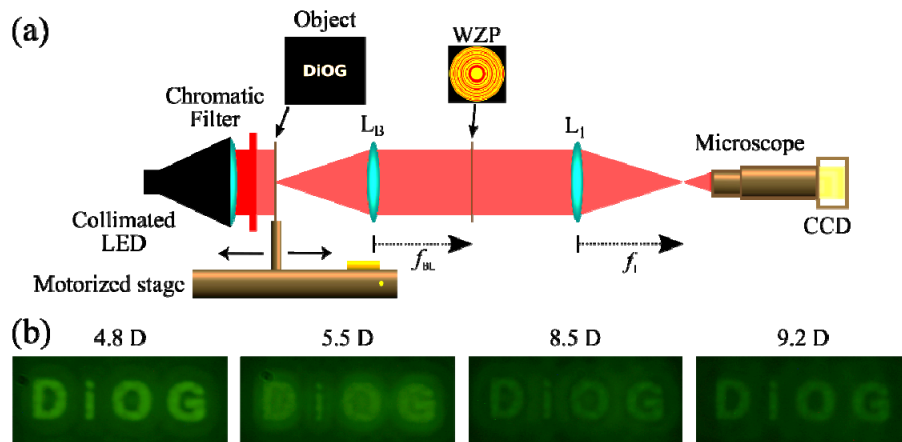 (a)
Object
DiOG
WZP
Chromatic
Filter
L_B
L_1
Microscope
Collimated
LED
CCD
f_BL
f_1
Motorized stage
(b)
4.8 D
5.5 D
8.5 D
9.2 D
DiOG
DiOG
DiOG
DiOG